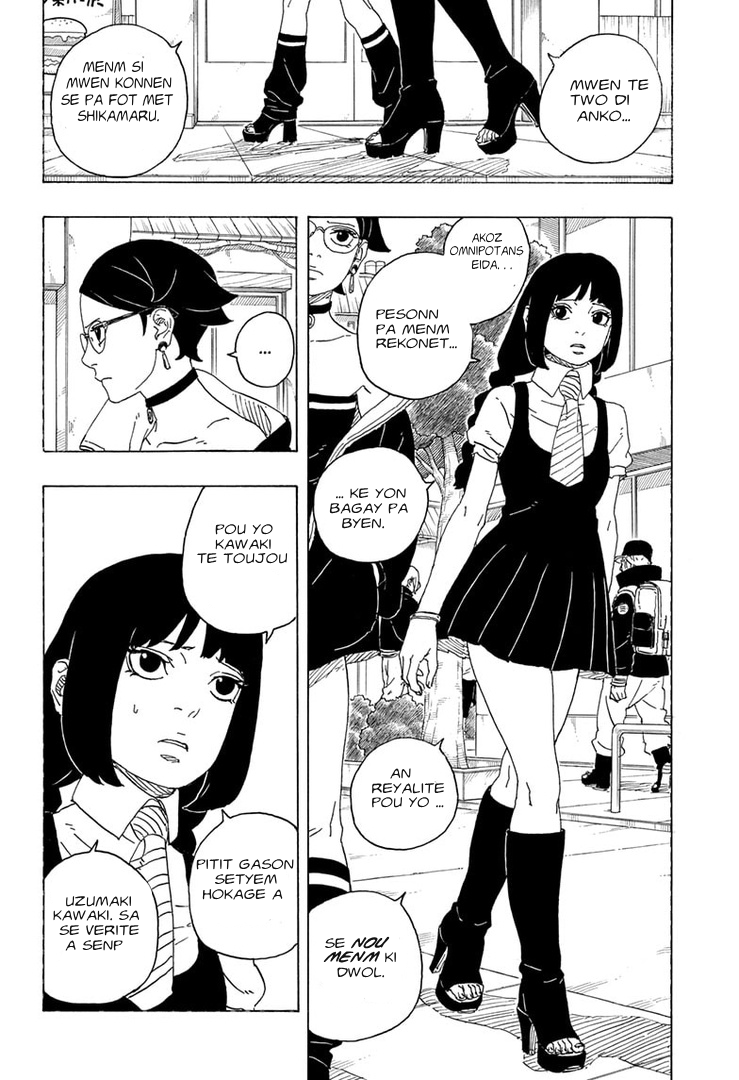 MWEN TE
TWO DI
ANKO...
MENM SI
MWEN KONNEN
SE PA FOT MET
SHIKAMARU.
AKOZ
OMNIPOTANS
EIDA...
PESONN
PA MENM
REKONET...
...
... KE YON
BAGAY PA
BYEN.
AN
REYALITE
POU YO ...
SE NOU
MENM KI
DWOL.
POU YO
KAWAKI
TE TOUJOU
PITIT GASON
SETYEM
HOKAGE A
UZUMAKI
KAWAKI. SA
SE VERITE
A SENP